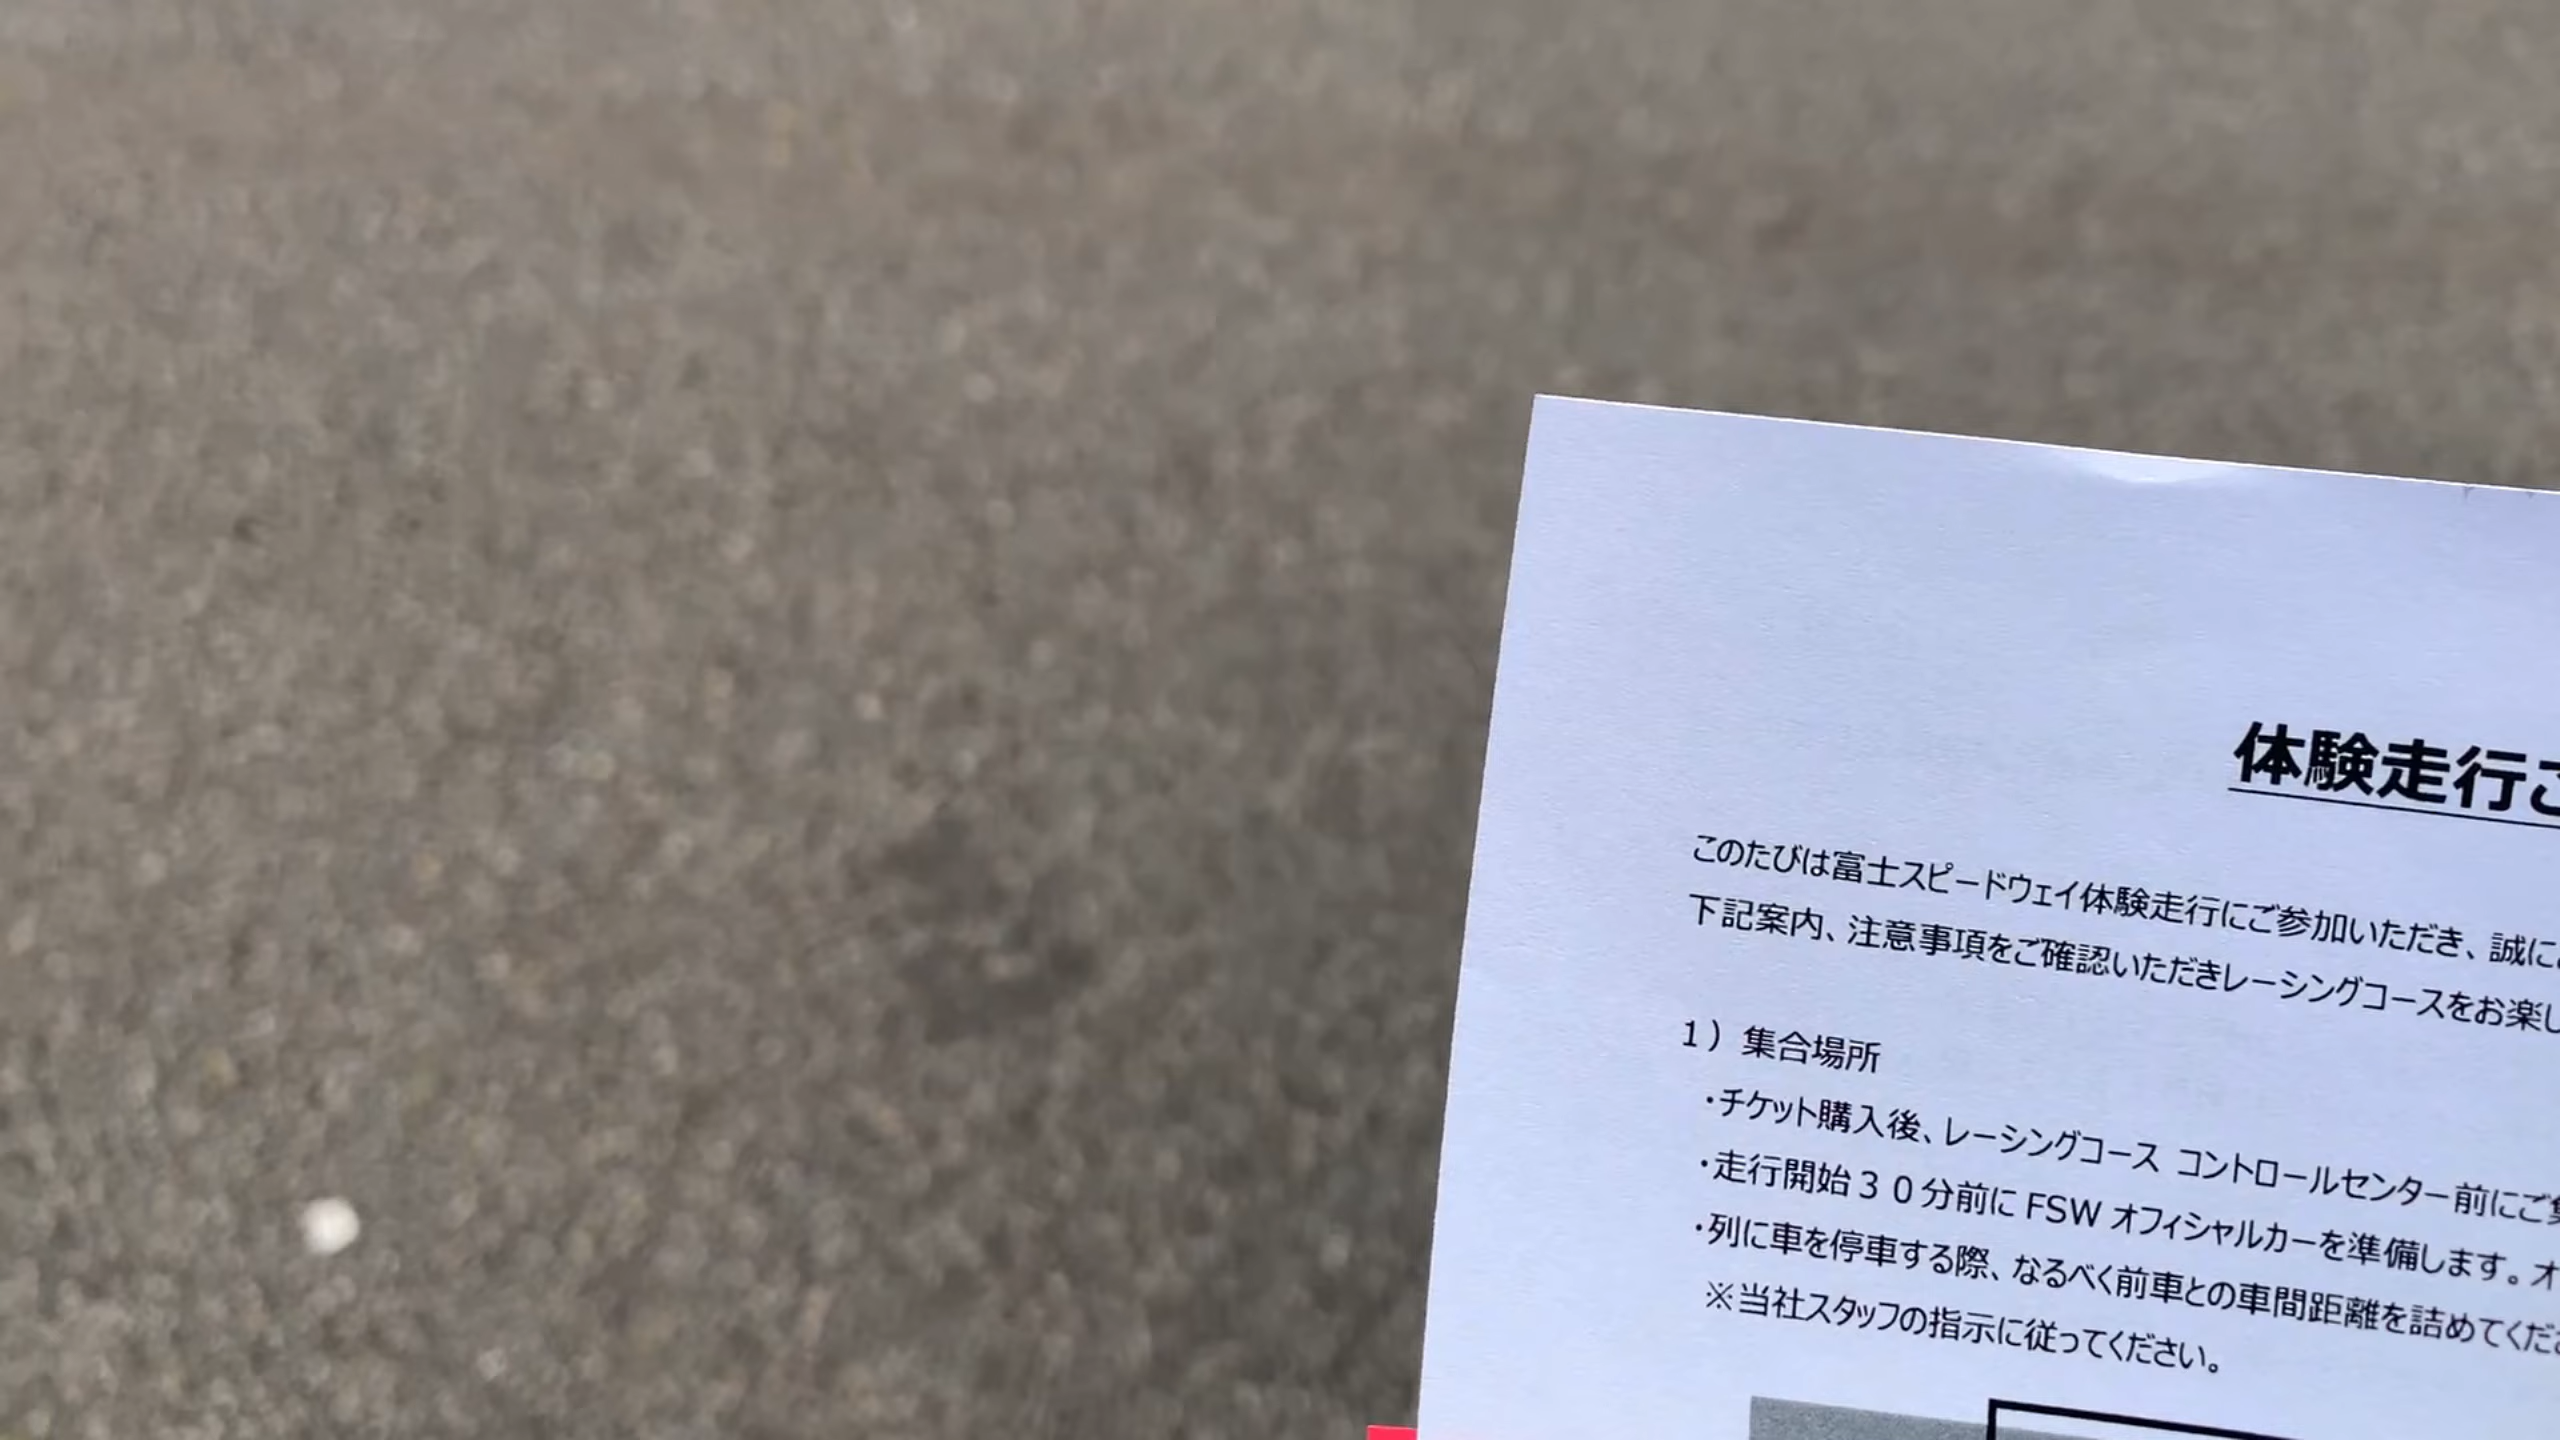 体験走行ご
このたびは富士スピードウェイ体験走行にご参加いただき、誠に
下記案内、注意事項をご確認いただきレーシングコースをお楽し
1）集合場所
・チケット購入後、レーシングコース コントロールセンター前にご集
・走行開始３０分前に FSW オフィシャルカーを準備します。オ
・列に車を停車する際、なるべく前車との車間距離を詰めてくださ
※当社スタッフの指示に従ってください。